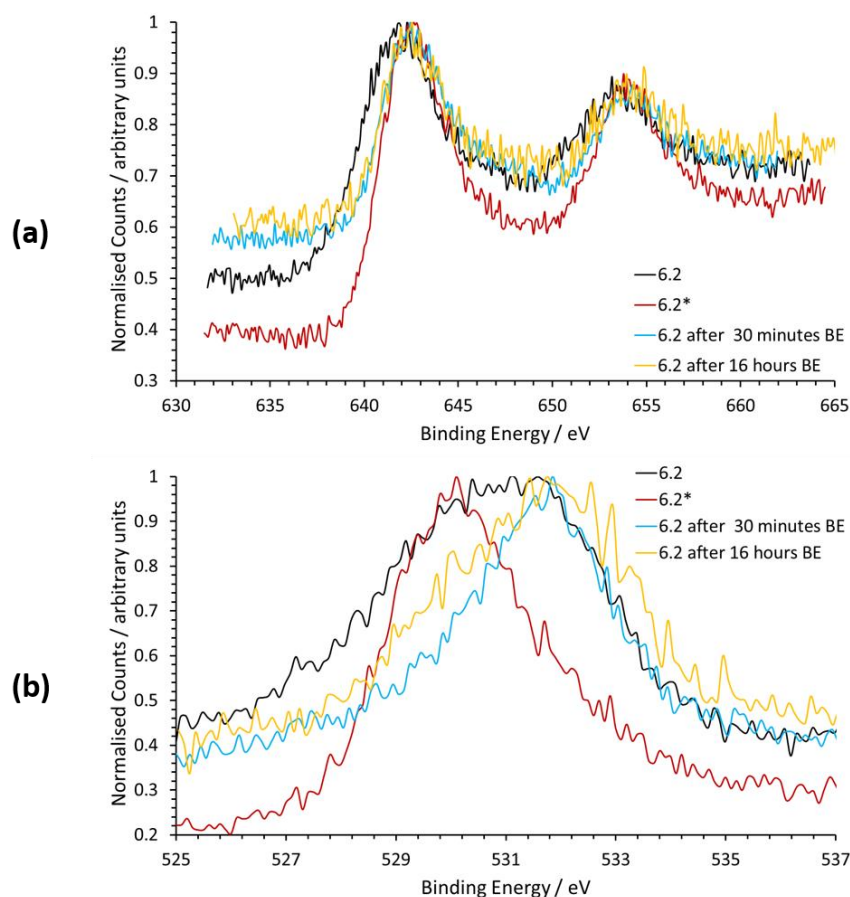 (a)
Normalised Counts / arbitrary units
1
0.9
0.8
0.7
0.6
0.5
0.4
0.3
630 635 640 645 650 655 660 665
Binding Energy / eV
6.2
6.2*
6.2 after 30 minutes BE
6.2 after 16 hours BE
(b)
Normalised Counts / arbitrary units
1
0.9
0.8
0.7
0.6
0.5
0.4
0.3
0.2
525 527 529 531 533 535 537
Binding Energy / eV
6.2
6.2*
6.2 after 30 minutes BE
6.2 after 16 hours BE